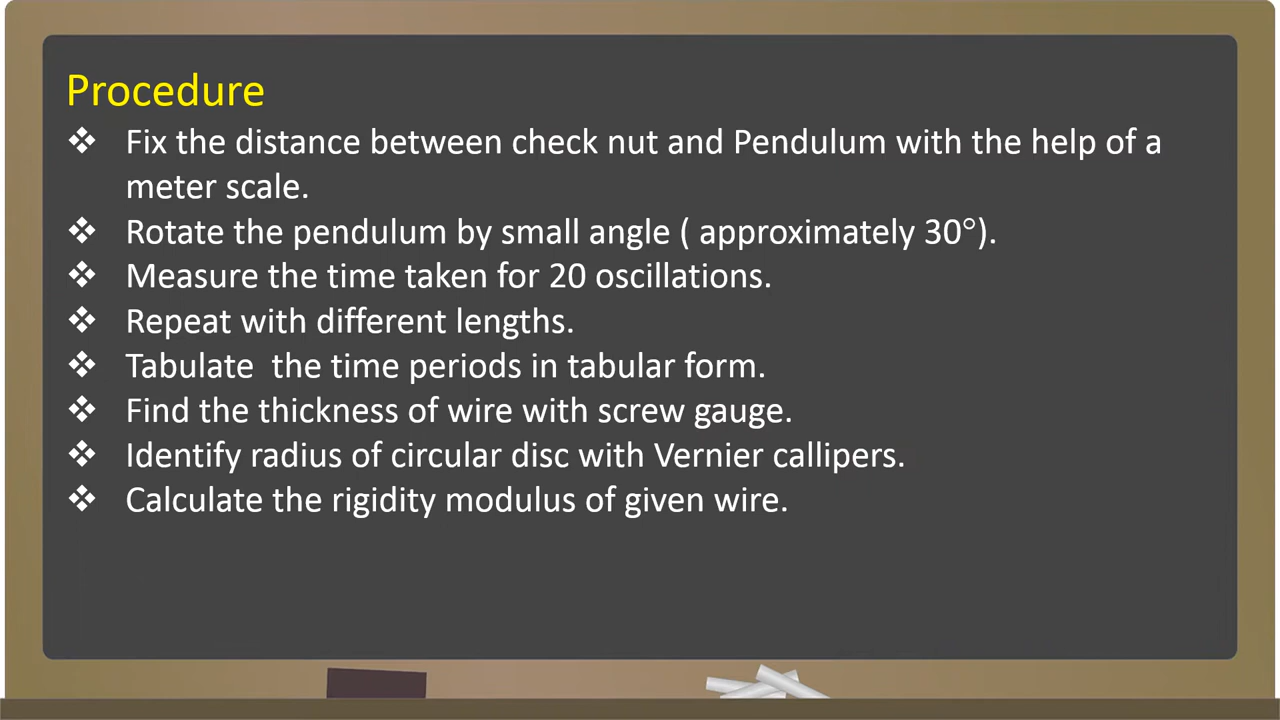 Procedure
❖ Fix the distance between check nut and Pendulum with the help of a
meter scale.
❖ Rotate the pendulum by small angle ( approximately 30°).
❖ Measure the time taken for 20 oscillations.
❖ Repeat with different lengths.
❖ Tabulate  the time periods in tabular form.
❖ Find the thickness of wire with screw gauge.
❖ Identify radius of circular disc with Vernier callipers.
❖ Calculate the rigidity modulus of given wire.